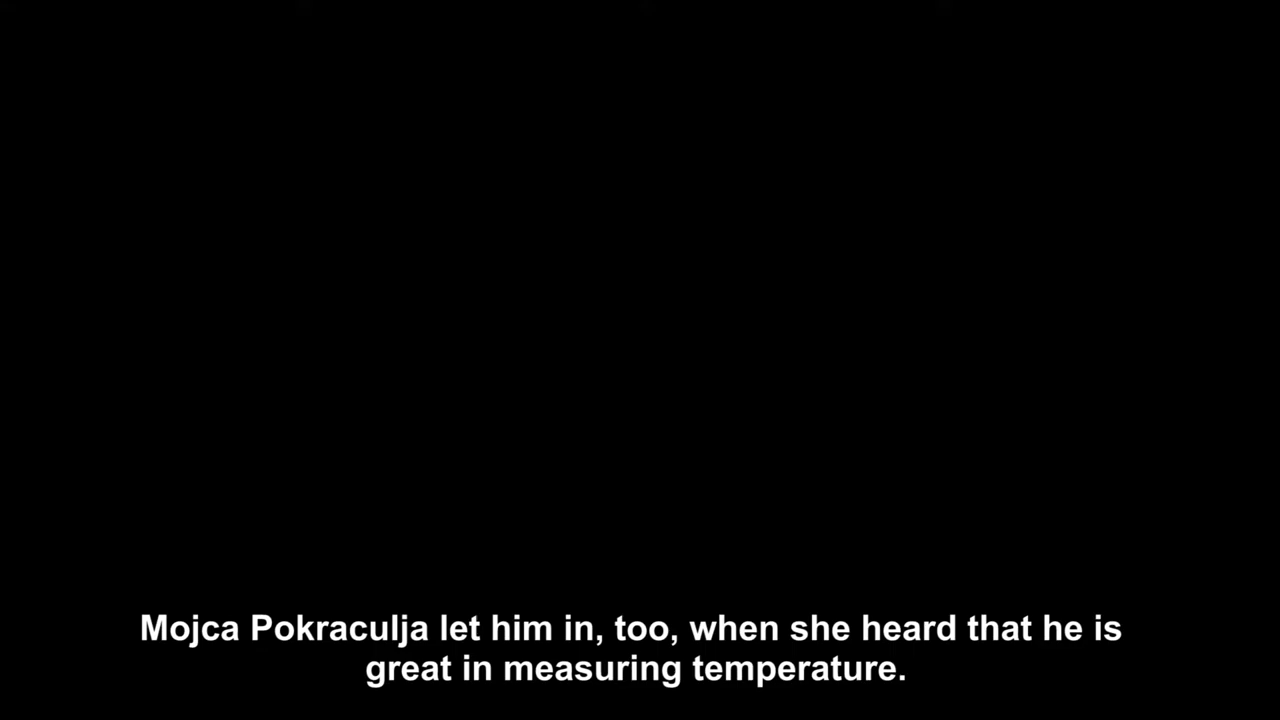 Mojca Pokraculja let him in, too, when she heard that he is
great in measuring temperature.